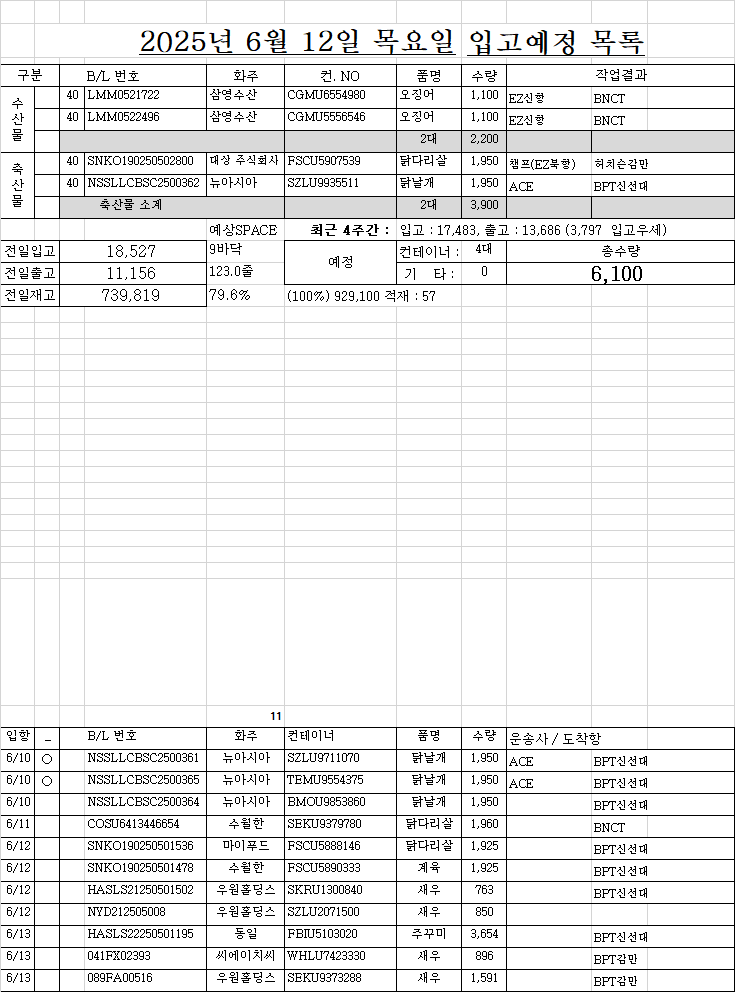 2025년 6월 12일 목요일 입고예정 목록
구분 B/L 번호 화주 컨. NO 품명 수량 작업결과
수산물 40 LMM0521722 삼영수산 CGMU6554980 오징어 1,100 EZ신항 BNCT
40 LMM0522496 삼영수산 CGMU5556546 오징어 1,100 EZ신항 BNCT
2대 2,200
축산물 40 SNKO190250502800 대상 주식회사 FSCU5907539 닭다리살 1,950 챔프(EZ북항) 허치슨감만
40 NSSLLCBSC2500362 뉴아시아 SZLU9935511 닭날개 1,950 ACE BPT신선대
축산물 소계 2대 3,900
예상SPACE 최근 4주간 : 입고 : 17,483, 출고 : 13,686 (3,797 입고우세)
전일입고 18,527 9바닥 예정 컨테이너 : 4대 총수량
전일출고 11,156 123.0줄 기 타 : 0 6,100
전일재고 739,819 79.6% (100%) 929,100 적재 : 57
11
입항 _ B/L 번호 화주 컨테이너 품명 수량 운송사 / 도착항
6/10 ○ NSSLLCBSC2500361 뉴아시아 SZLU9711070 닭날개 1,950 ACE BPT신선대
6/10 ○ NSSLLCBSC2500365 뉴아시아 TEMU9554375 닭날개 1,950 ACE BPT신선대
6/10 NSSLLCBSC2500364 뉴아시아 BMOU9853860 닭날개 1,950 BPT신선대
6/11 COSU6413446654 수월한 SEKU9379780 닭다리살 1,960 BNCT
6/12 SNKO190250501536 마이푸드 FSCU5888146 닭다리살 1,925 BPT신선대
6/12 SNKO190250501478 수월한 FSCU5890333 계육 1,925 BPT신선대
6/12 HASLS21250501502 우원홀딩스 SKRU1300840 새우 763 BPT신선대
6/12 NYD212505008 우원홀딩스 SZLU2071500 새우 850
6/13 HASLS22250501195 동일 FBIU5103020 주꾸미 3,654 BPT신선대
6/13 041FX02393 씨에이치씨 WHLU7423330 새우 896 BPT감만
6/13 089FA00516 우원홀딩스 SEKU9373288 새우 1,591 BPT감만